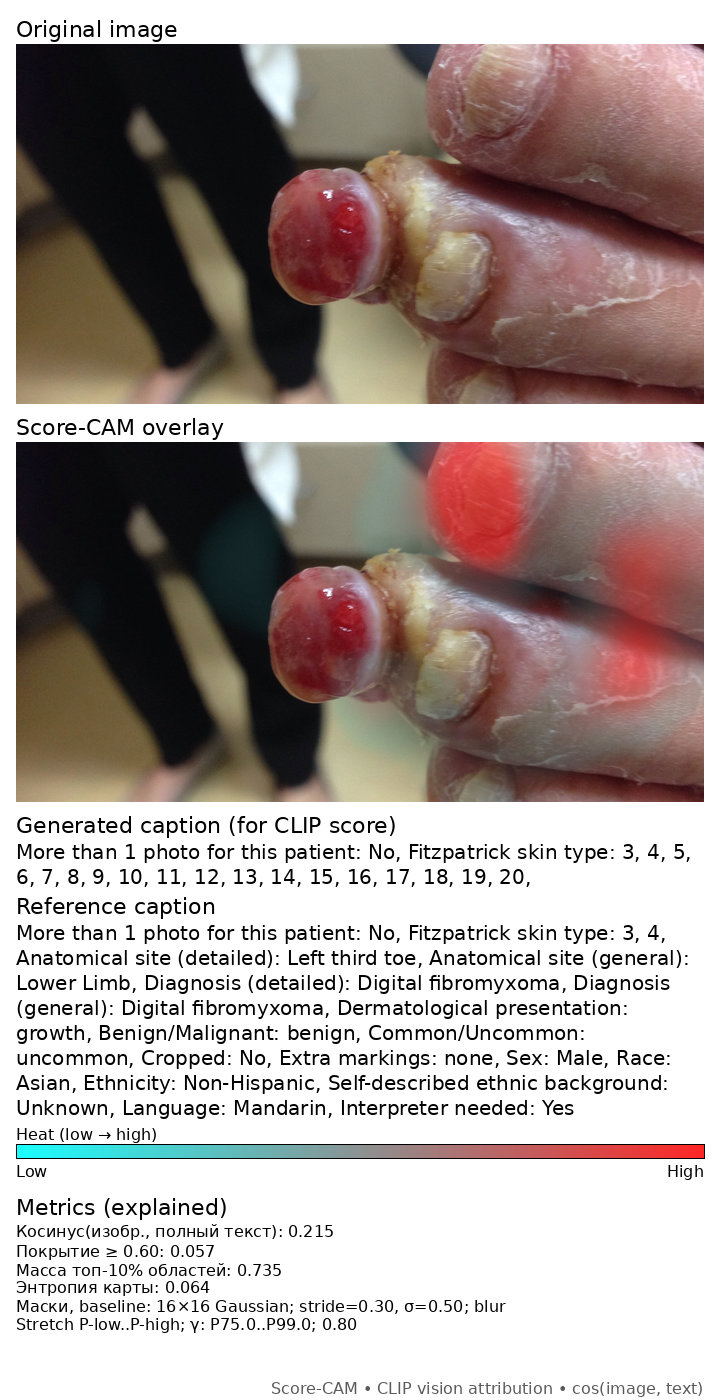 Original image
Score-CAM overlay
Generated caption (for CLIP score)
More than 1 photo for this patient: No, Fitzpatrick skin type: 3, 4, 5,
6, 7, 8, 9, 10, 11, 12, 13, 14, 15, 16, 17, 18, 19, 20,
Reference caption
More than 1 photo for this patient: No, Fitzpatrick skin type: 3, 4,
Anatomical site (detailed): Left third toe, Anatomical site (general):
Lower Limb, Diagnosis (detailed): Digital fibromyxoma, Diagnosis
(general): Digital fibromyxoma, Dermatological presentation:
growth, Benign/Malignant: benign, Common/Uncommon:
uncommon, Cropped: No, Extra markings: none, Sex: Male, Race:
Asian, Ethnicity: Non-Hispanic, Self-described ethnic background:
Unknown, Language: Mandarin, Interpreter needed: Yes
Heat (low → high)
Low High
Metrics (explained)
Косинус(изобр., полный текст): 0.215
Покрытие ≥ 0.60: 0.057
Масса топ-10% областей: 0.735
Энтропия карты: 0.064
Маски, baseline: 16×16 Gaussian; stride=0.30, σ=0.50; blur
Stretch P-low..P-high; γ: P75.0..P99.0; 0.80
Score-CAM • CLIP vision attribution • cos(image, text)